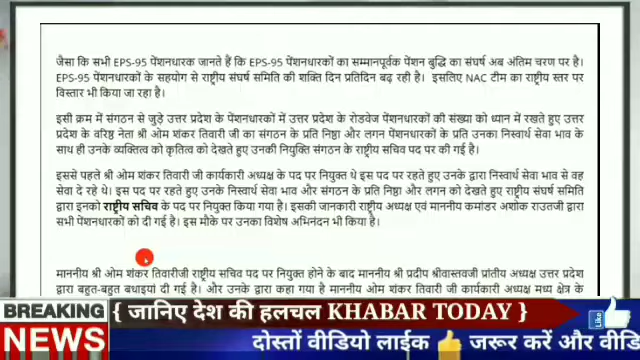 जैसा कि सभी EPS-95 पेंशनधारक जानते हैं कि EPS-95 पेंशनधारकों का सम्मानपूर्वक पेंशन बुद्धि का संघर्ष अब अंतिम चरण पर है।
EPS-95 पेंशनधारकों के सहयोग से राष्ट्रीय संघर्ष समिति की शक्ति दिन प्रतिदिन बढ़ रही है। इसलिए NAC टीम का राष्ट्रीय स्तर पर
विस्तार भी किया जा रहा है।
इसी क्रम में संगठन से जुड़े उत्तर प्रदेश के पेंशनधारकों में उत्तर प्रदेश के रोडवेज पेंशनधारकों की संख्या को ध्यान में रखते हुए उत्तर
प्रदेश के वरिष्ठ नेता श्री ओम शंकर तिवारी जी का संगठन के प्रति निष्ठा और लगन पेंशनधारकों के प्रति उनका निस्वार्थ सेवा भाव के
साथ ही उनके व्यक्तित्व को कृतित्व को देखते हुए उनकी नियुक्ति संगठन के राष्ट्रीय सचिव पद पर की गई है।
इससे पहले श्री ओम शंकर तिवारी जी कार्यकारी अध्यक्ष के पद पर नियुक्त थे इस पद पर रहते हुए उनके द्वारा निस्वार्थ सेवा भाव से वह
सेवा दे रहे थे। इस पद पर रहते हुए उनके निस्वार्थ सेवा भाव और संगठन के प्रति निष्ठा और लगन को देखते हुए राष्ट्रीय संघर्ष समिति
द्वारा इनको राष्ट्रीय सचिव के पद पर नियुक्त किया गया है। इसकी जानकारी राष्ट्रीय अध्यक्ष एवं माननीय कमांडर अशोक राउतजी द्वारा
सभी पेंशनधारकों को दी गई है। इस मौके पर उनका विशेष अभिनंदन भी किया है।
माननीय श्री ओम शंकर तिवारीजी राष्ट्रीय सचिव पद पर नियुक्त होने के बाद माननीय श्री प्रदीप श्रीवास्तवजी प्रांतीय अध्यक्ष उत्तर प्रदेश
द्वारा बहुत-बहुत बधाइयां दी गई है। और उनके द्वारा कहा गया है माननीय श्री ओम शंकर तिवारी जी कार्यकारी अध्यक्ष मध्य क्षेत्र के
BREAKING { जानिए देश की हलचल KHABAR TODAY }
Like
NEWS दोस्तों वीडियो लाईक 👍 जरूर करें और वीडि